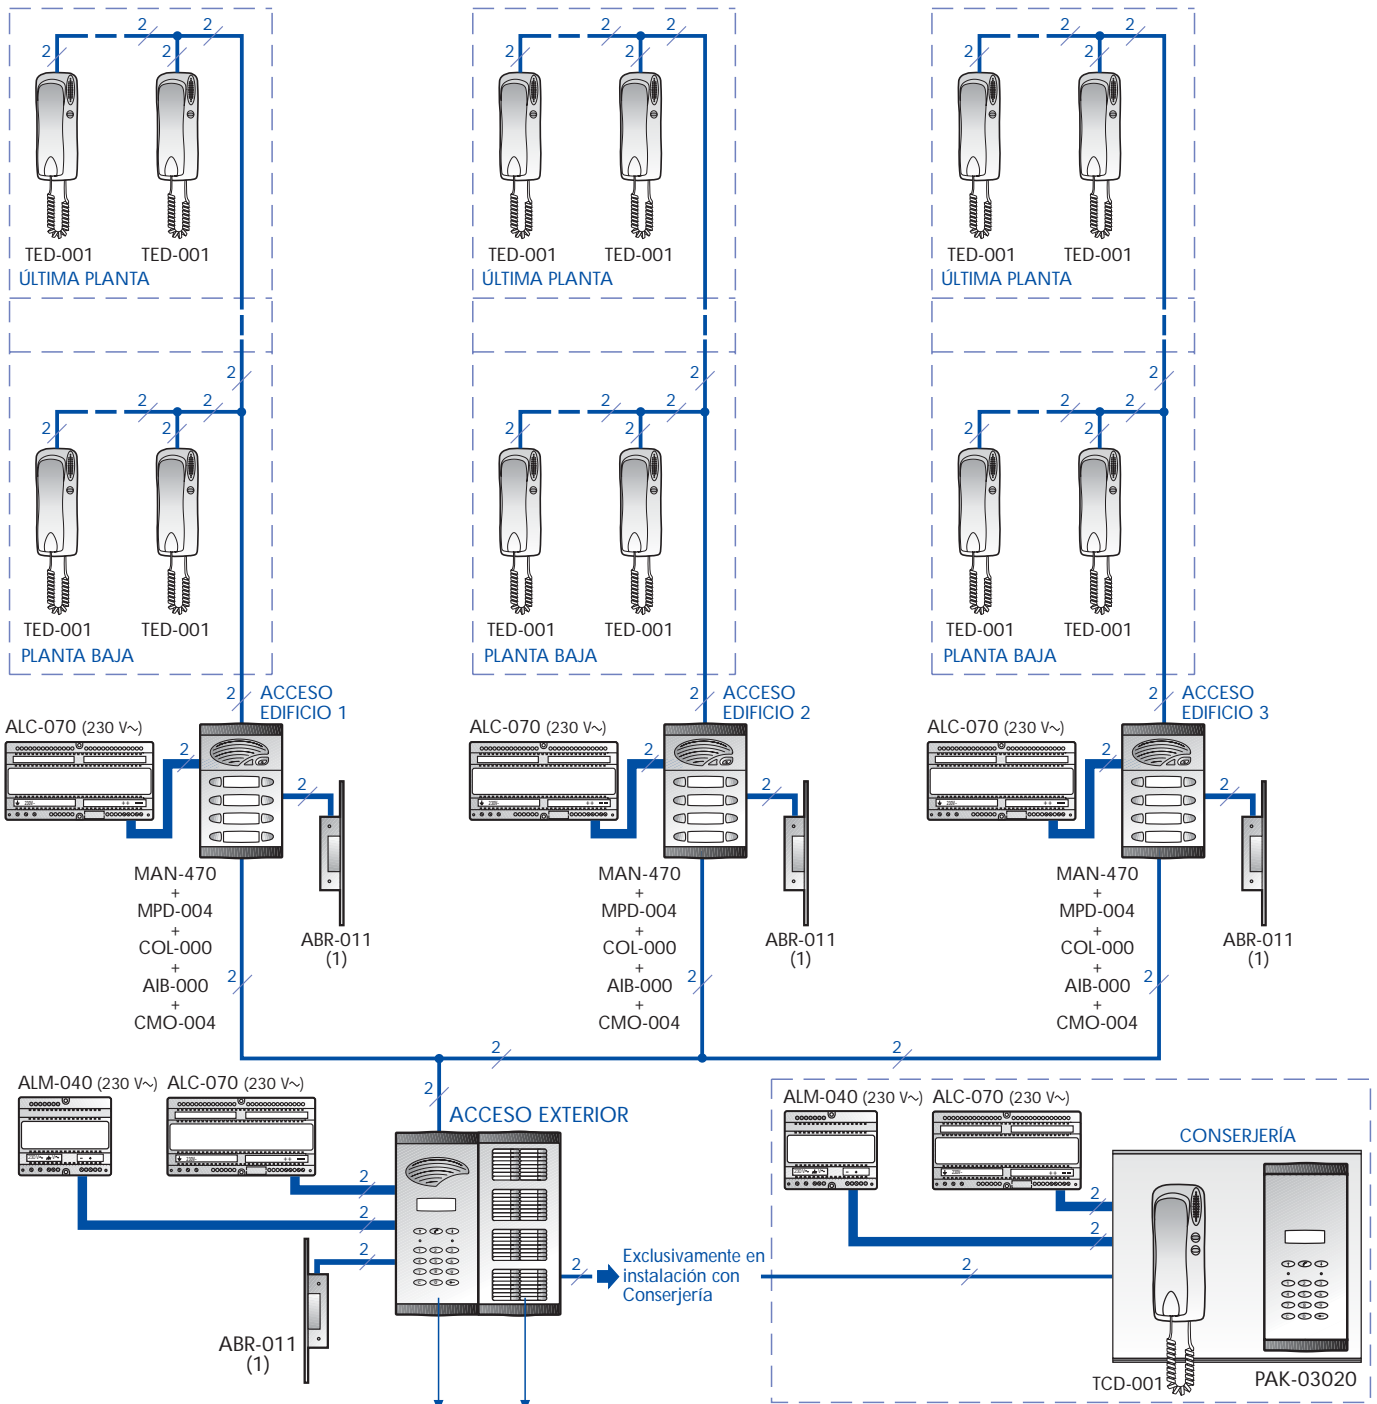 2 2 2 2
TED-001 TED-001
ÚLTIMA PLANTA
2 2 2 2
TED-001 TED-001
ÚLTIMA PLANTA
2 2 2 2
TED-001 TED-001
ÚLTIMA PLANTA
2
2 2 2 2
TED-001 TED-001
PLANTA BAJA
2
2 2 2 2
TED-001 TED-001
PLANTA BAJA
2
2 2 2 2
TED-001 TED-001
PLANTA BAJA
2
ACCESO
EDIFICIO 1
ALC-070 (230 V~)
2
2
MAN-470
+
MPD-004
+
COL-000
+
AIB-000
+
CMO-004
ABR-011
(1)
2
2
ACCESO
EDIFICIO 2
ALC-070 (230 V~)
2
2
MAN-470
+
MPD-004
+
COL-000
+
AIB-000
+
CMO-004
ABR-011
(1)
2
2
ACCESO
EDIFICIO 3
ALC-070 (230 V~)
2
2
MAN-470
+
MPD-004
+
COL-000
+
AIB-000
+
CMO-004
ABR-011
(1)
2
2
2
2
ALM-040 (230 V~) ALC-070 (230 V~)
ACCESO EXTERIOR
2
2
2
ABR-011
(1)
2
Exclusivamente en
instalación con
Conserjería
2
ALM-040 (230 V~) ALC-070 (230 V~)
CONSERJERÍA
2
2
TCD-001
PAK-03020